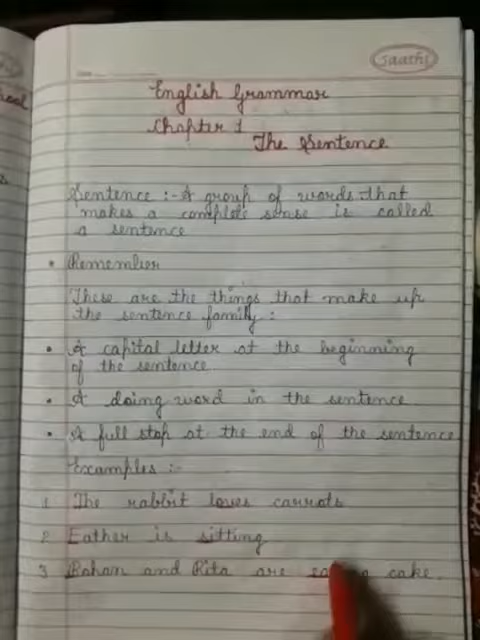 Saathi
English Grammar
Chapter 1
The Sentence
Sentence :- A group of words that
makes a complete sense is called
a sentence
• Remember
These are the things that make up
the sentence family :
• A capital letter at the beginning
of the sentence
• A doing word in the sentence
• A full stop at the end of the sentence
Examples :-
1 The rabbit loves carrots
2 Father is sitting
3 Rohan and Rita are cake.